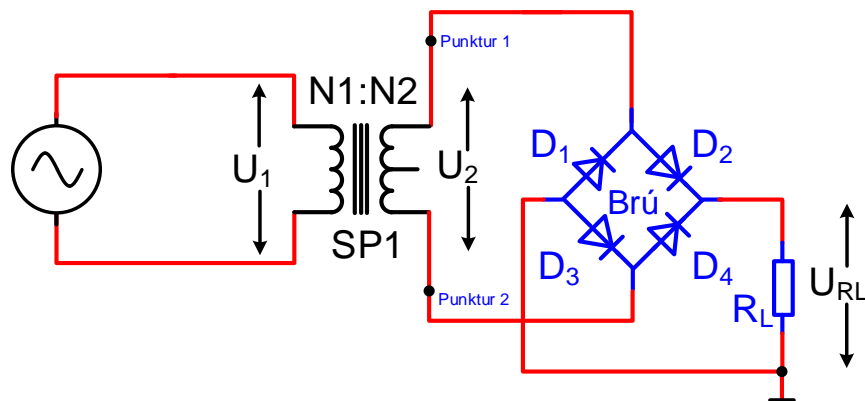 Punktur 1
N1:N2
U1
U2
SP1
D1
D2
Brú
D3
D4
Punktur 2
RL
URL